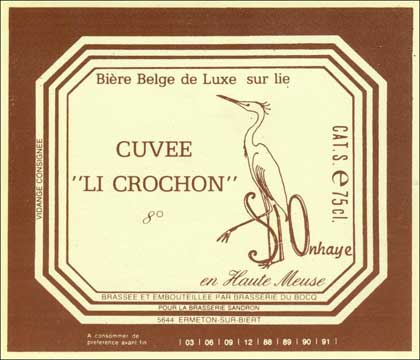 Bière Belge de Luxe sur lie
CUVEE
"LI CROCHON"
8°
CAT. S. e 75cl.
Onhaye
en Haute Meuse
VIDANGE CONSIGNEE
BRASSEE ET EMBOUTEILLEE PAR BRASSERIE DU BOCQ
POUR LA BRASSERIE SANDRON
5644 ERMETON-SUR-BIERT
A consommer de
préférence avant fin
| 03 | 06 | 09 | 12 | 88 | 89 | 90 | 91 |